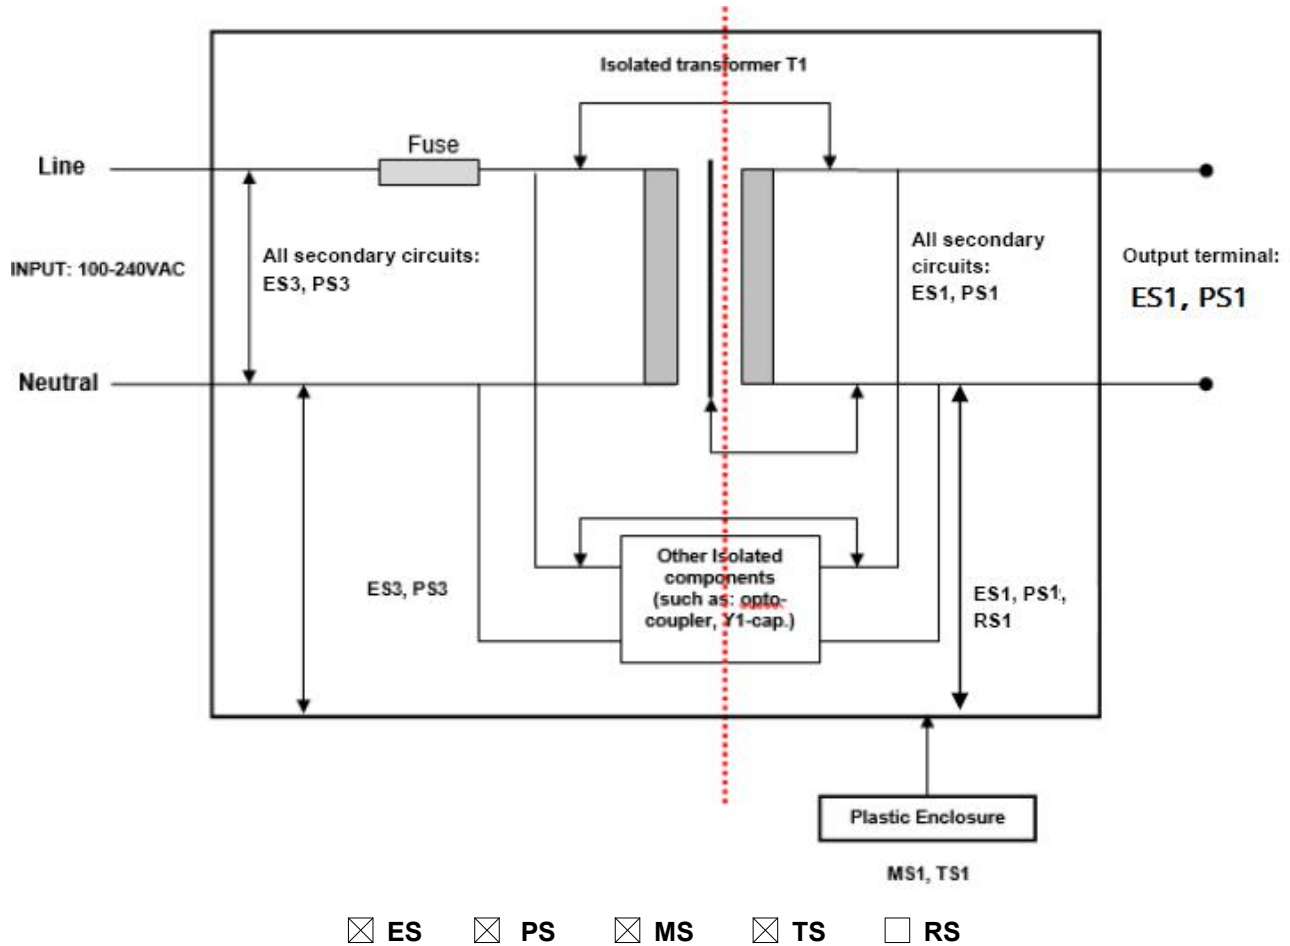 Isolated transformer T1
Fuse
Line
INPUT: 100-240VAC
Neutral
All secondary circuits:
ES3, PS3
All secondary
circuits:
ES1, PS1
Output terminal:
ES1, PS1
ES3, PS3
Other Isolated
components
(such as: opto-
coupler, Y1-cap.)
ES1, PS1,
RS1
Plastic Enclosure
MS1, TS1
☒ ES ☒ PS ☒ MS ☒ TS ☐ RS